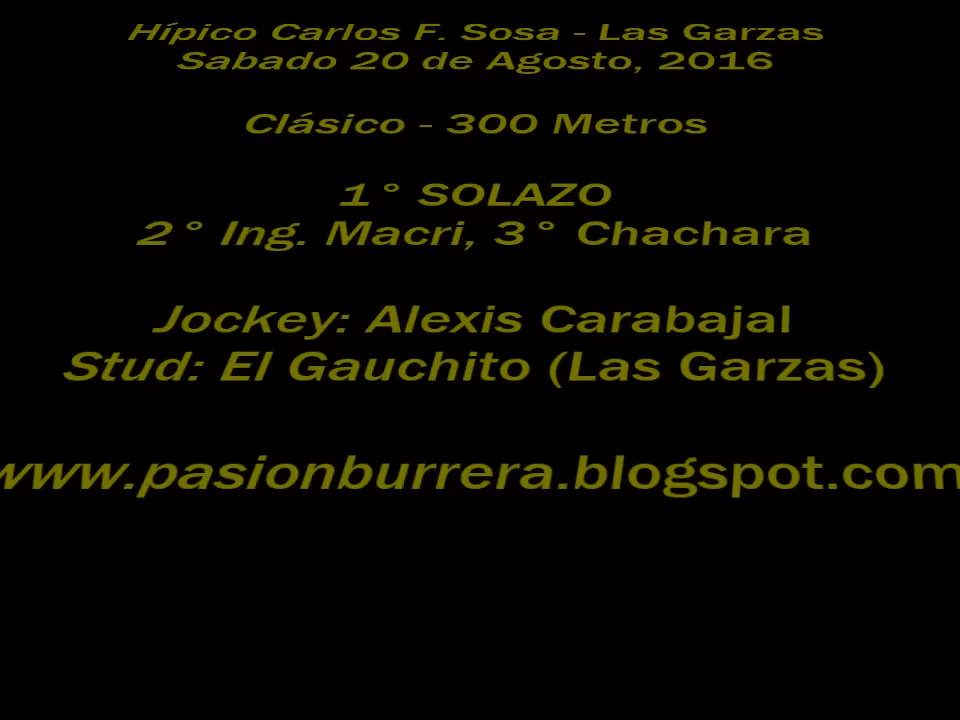 Hípico Carlos F. Sosa - Las Garzas
Sabado 20 de Agosto, 2016
Clásico - 300 Metros
1° SOLAZO
2° Ing. Macri, 3° Chachara
Jockey: Alexis Carabajal
Stud: El Gauchito (Las Garzas)
www.pasionburrera.blogspot.com